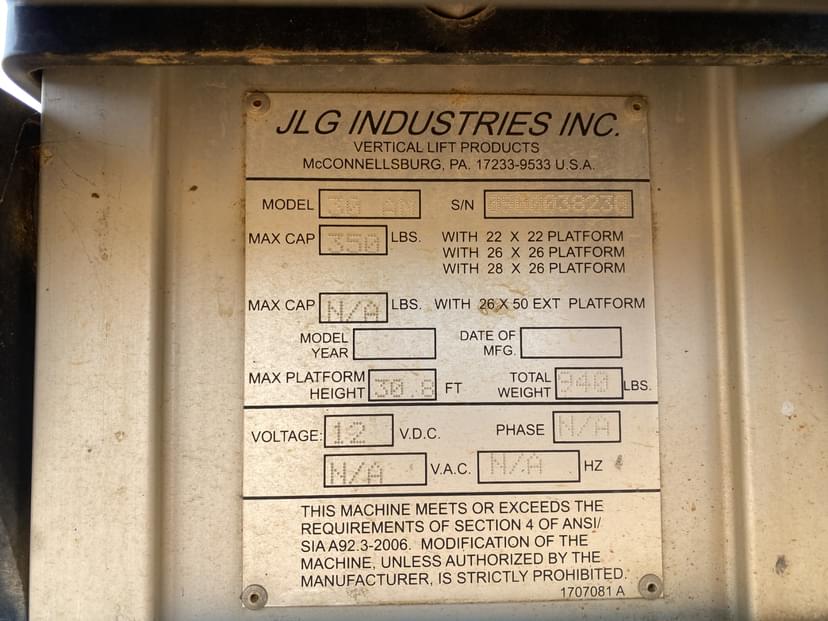 JLG INDUSTRIES INC.
VERTICAL LIFT PRODUCTS
McCONNELLSBURG, PA. 17233-9533 U.S.A.
MODEL 30 AM S/N
MAX CAP 350 LBS. WITH 22 X 22 PLATFORM
WITH 26 X 26 PLATFORM
WITH 28 X 26 PLATFORM
MAX CAP N/A LBS. WITH 26 X 50 EXT PLATFORM
MODEL YEAR DATE OF MFG.
MAX PLATFORM HEIGHT 30.8 FT TOTAL WEIGHT 940 LBS.
VOLTAGE: 12 V.D.C. PHASE N/A
N/A V.A.C. N/A HZ
THIS MACHINE MEETS OR EXCEEDS THE
REQUIREMENTS OF SECTION 4 OF ANSI/
SIA A92.3-2006. MODIFICATION OF THE
MACHINE, UNLESS AUTHORIZED BY THE
MANUFACTURER, IS STRICTLY PROHIBITED.
1707081 A